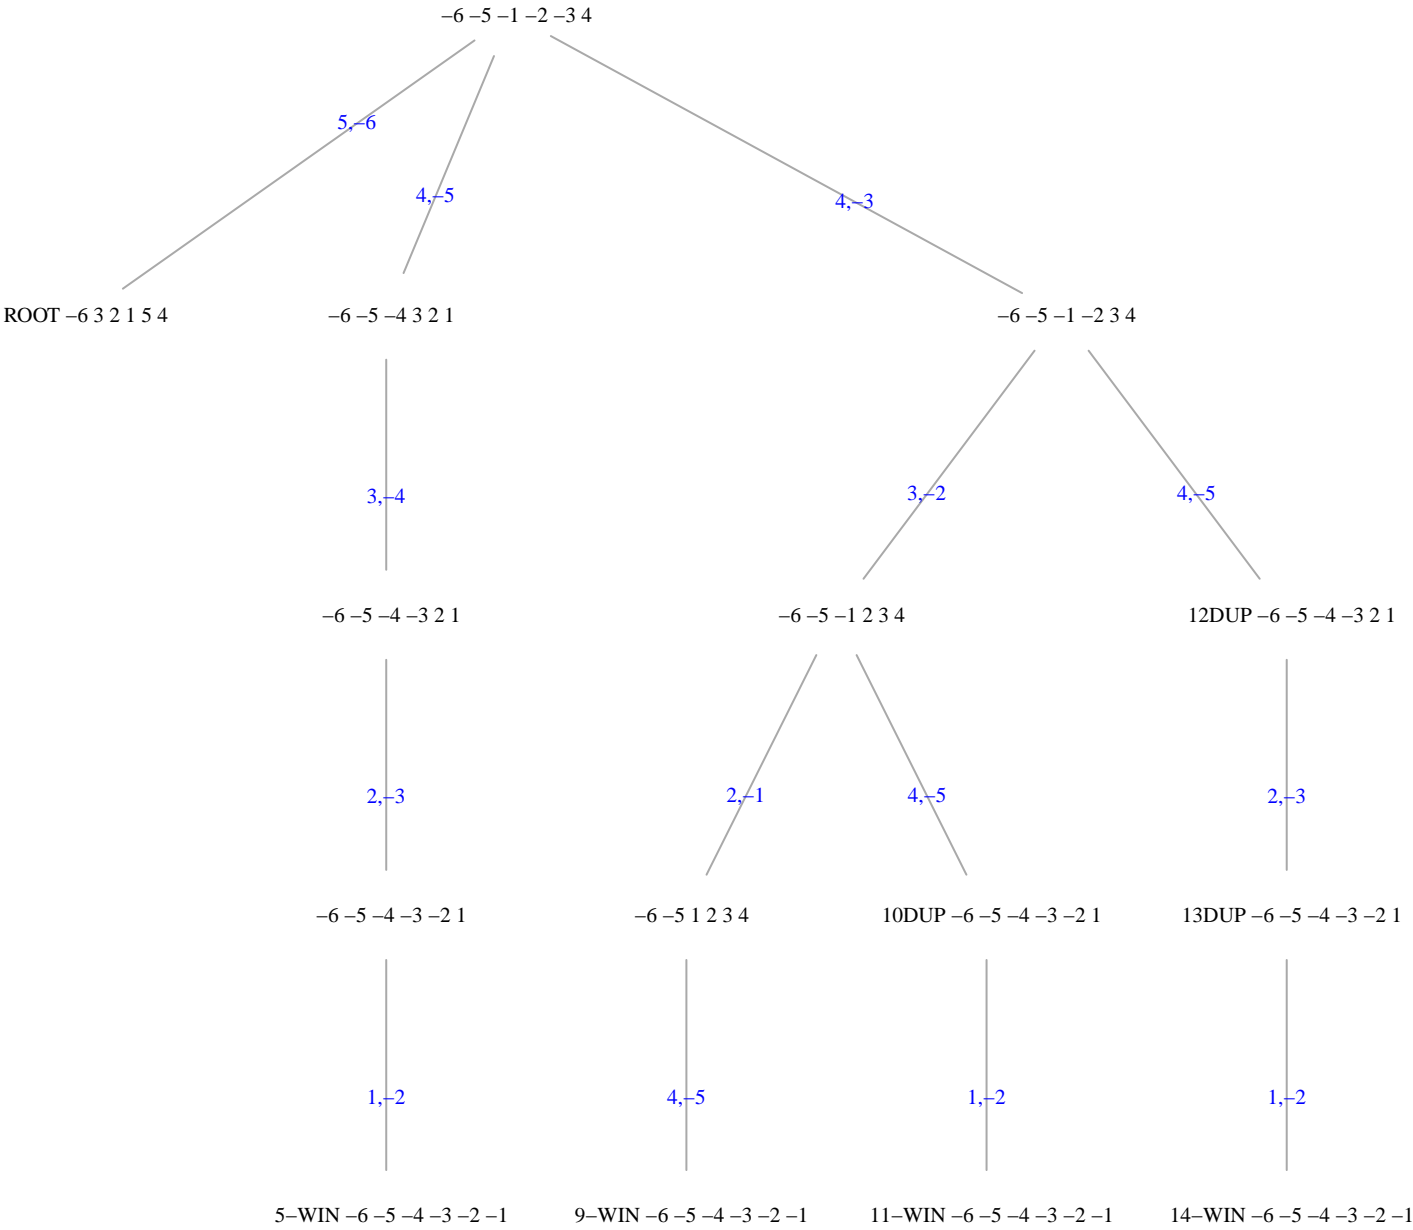 –6 –5 –1 –2 –3 4
5,–6
4,–5
4,–3
ROOT –6 3 2 1 5 4
–6 –5 –4 3 2 1
–6 –5 –1 –2 3 4
3,–4
3,–2
4,–5
–6 –5 –4 –3 2 1
–6 –5 –1 2 3 4
12DUP –6 –5 –4 –3 2 1
2,–3
2,–1
4,–5
2,–3
–6 –5 –4 –3 –2 1
–6 –5 1 2 3 4
10DUP –6 –5 –4 –3 –2 1
13DUP –6 –5 –4 –3 –2 1
1,–2
4,–5
1,–2
1,–2
5–WIN –6 –5 –4 –3 –2 –1
9–WIN –6 –5 –4 –3 –2 –1
11–WIN –6 –5 –4 –3 –2 –1
14–WIN –6 –5 –4 –3 –2 –1